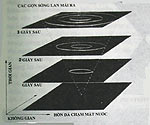 CÁC GỢN SÓNG LAN MÃI RA
3 GIÂY SAU
2 GIÂY SAU
GIÂY SAU
THỜI GIAN
HÒN ĐÁ CHẠM MẶT NƯỚC
KHÔNG GIAN